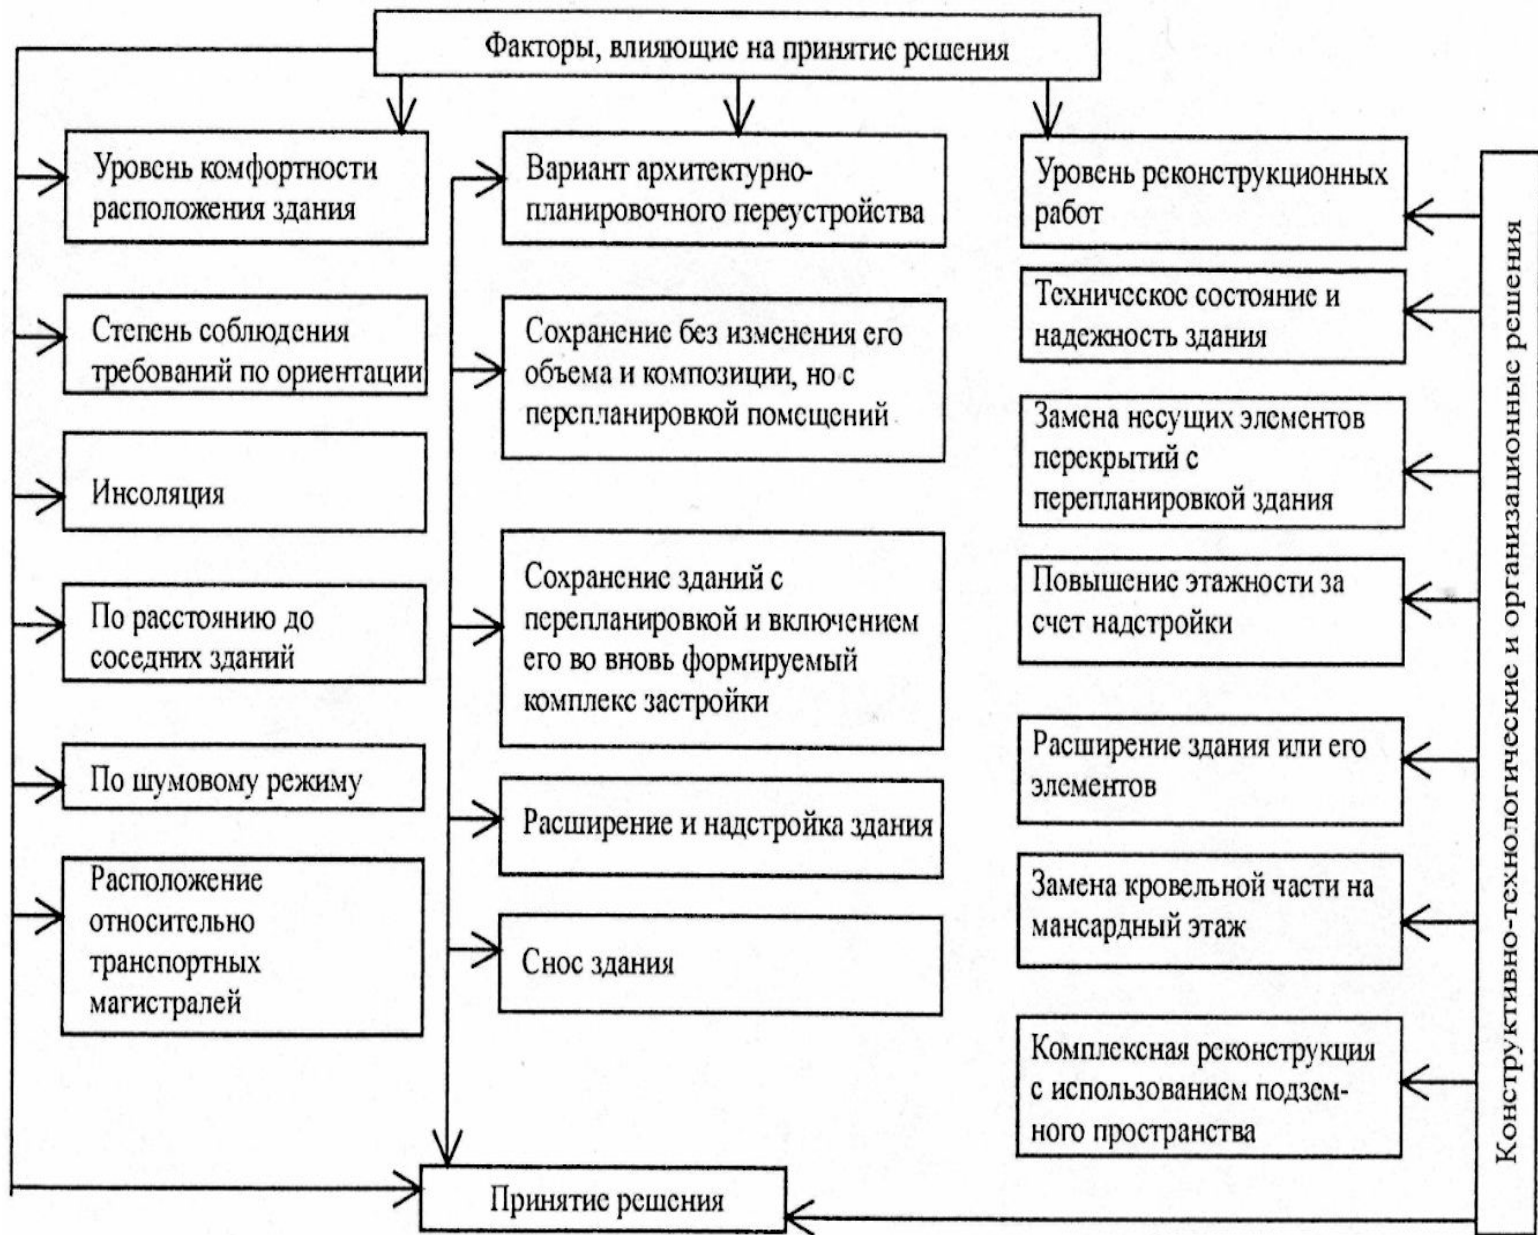 Факторы, влияющие на принятие решения
Уровень комфортности
расположения здания
Степень соблюдения
требований по ориентации
Инсоляция
По расстоянию до
соседних зданий
По шумовому режиму
Расположение
относительно
транспортных
магистралей
Вариант архитектурно-
планировочного переустройства
Сохранение без изменения его
объема и композиции, но с
перепланировкой помещений
Сохранение зданий с
перепланировкой и включением
его во вновь формируемый
комплекс застройки
Расширение и надстройка здания
Снос здания
Уровень реконструкционных
работ
Техническое состояние и
надежность здания
Замена несущих элементов
перекрытий с
перепланировкой здания
Повышение этажности за
счет надстройки
Расширение здания или его
элементов
Замена кровельной части на
мансардный этаж
Комплексная реконструкция
с использованием подзем-
ного пространства
Конструктивно-технологические и организационные решения
Принятие решения